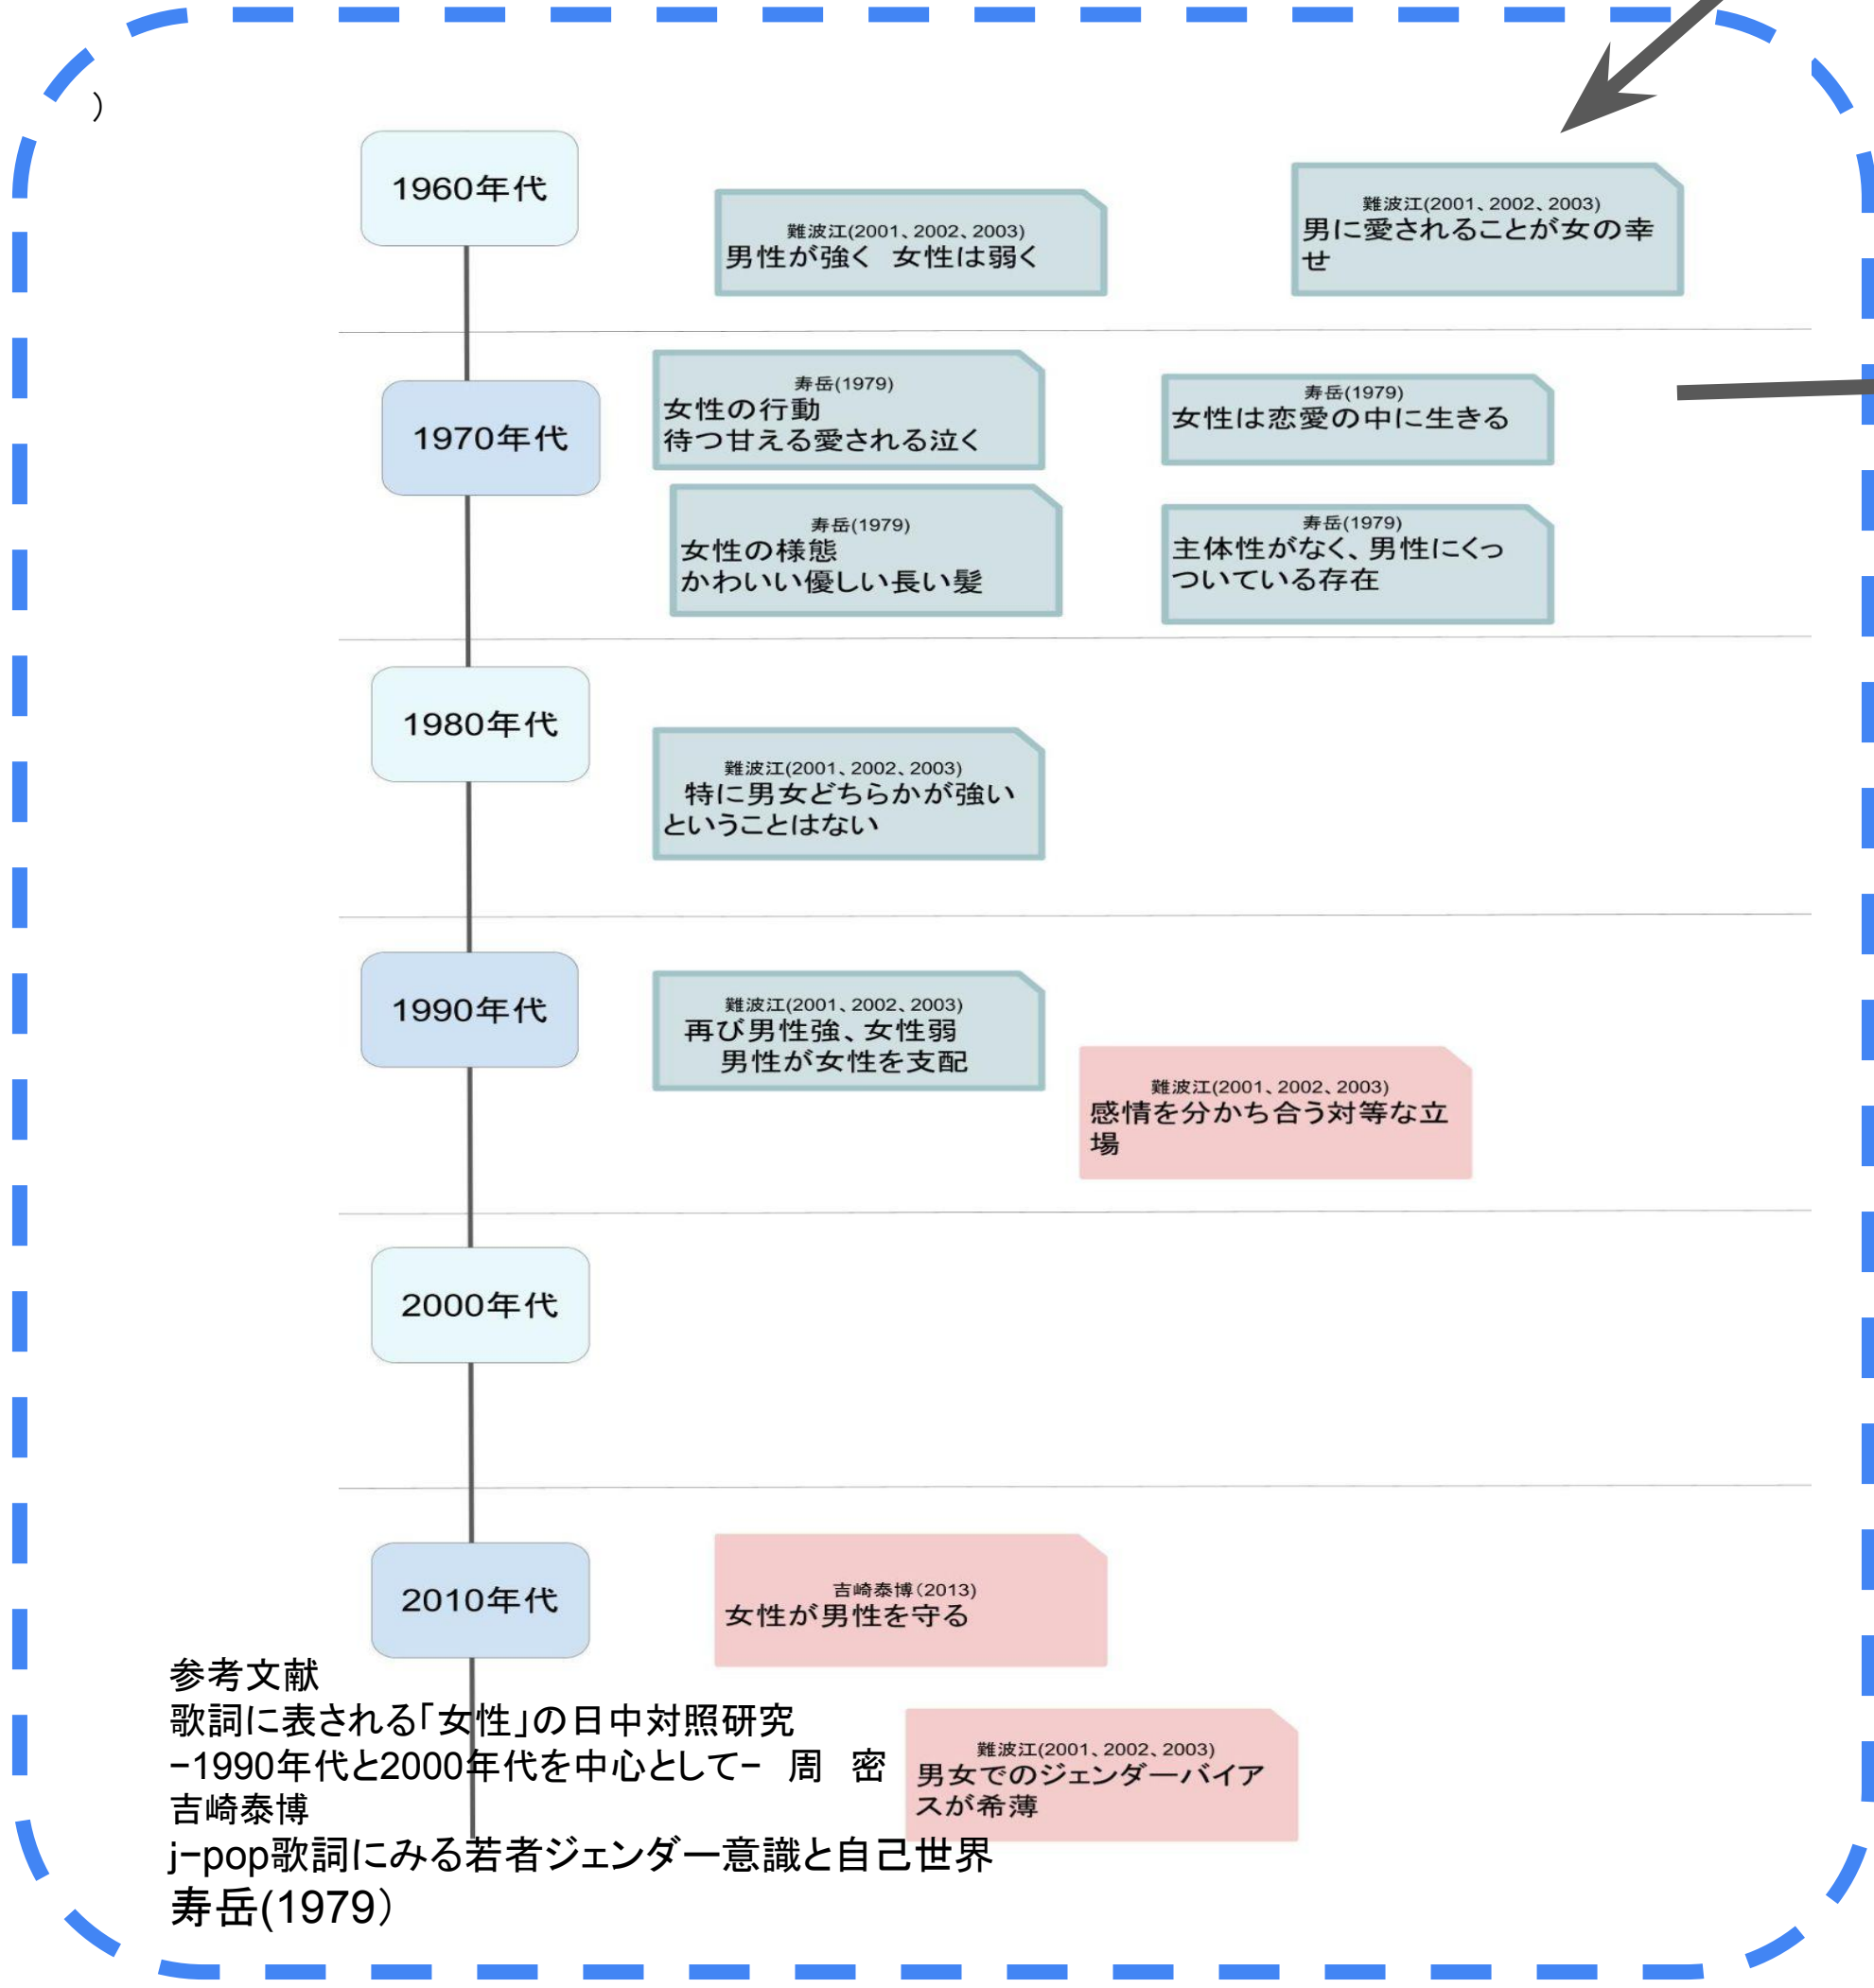 )
1960年代
難波江(2001、2002、2003)
男性が強く 女性は弱く
難波江(2001、2002、2003)
男に愛されることが女の幸
せ
1970年代
寿岳(1979)
女性の行動
待つ甘える愛される泣く
寿岳(1979)
女性は恋愛の中に生きる
寿岳(1979)
女性の様態
かわいい優しい長い髪
寿岳(1979)
主体性がなく、男性にくっ
ついている存在
1980年代
難波江(2001、2002、2003)
特に男女どちらかが強い
ということはない
1990年代
難波江(2001、2002、2003)
再び男性強、女性弱
男性が女性を支配
難波江(2001、2002、2003)
感情を分かち合う対等な立
場
2000年代
2010年代
吉崎泰博(2013)
女性が男性を守る
難波江(2001、2002、2003)
男女でのジェンダーバイア
スが希薄
参考文献
歌詞に表される「女性」の日中対照研究
−1990年代と2000年代を中心として− 周　密
吉崎泰博
j−pop歌詞にみる若者ジェンダー意識と自己世界
寿岳(1979）